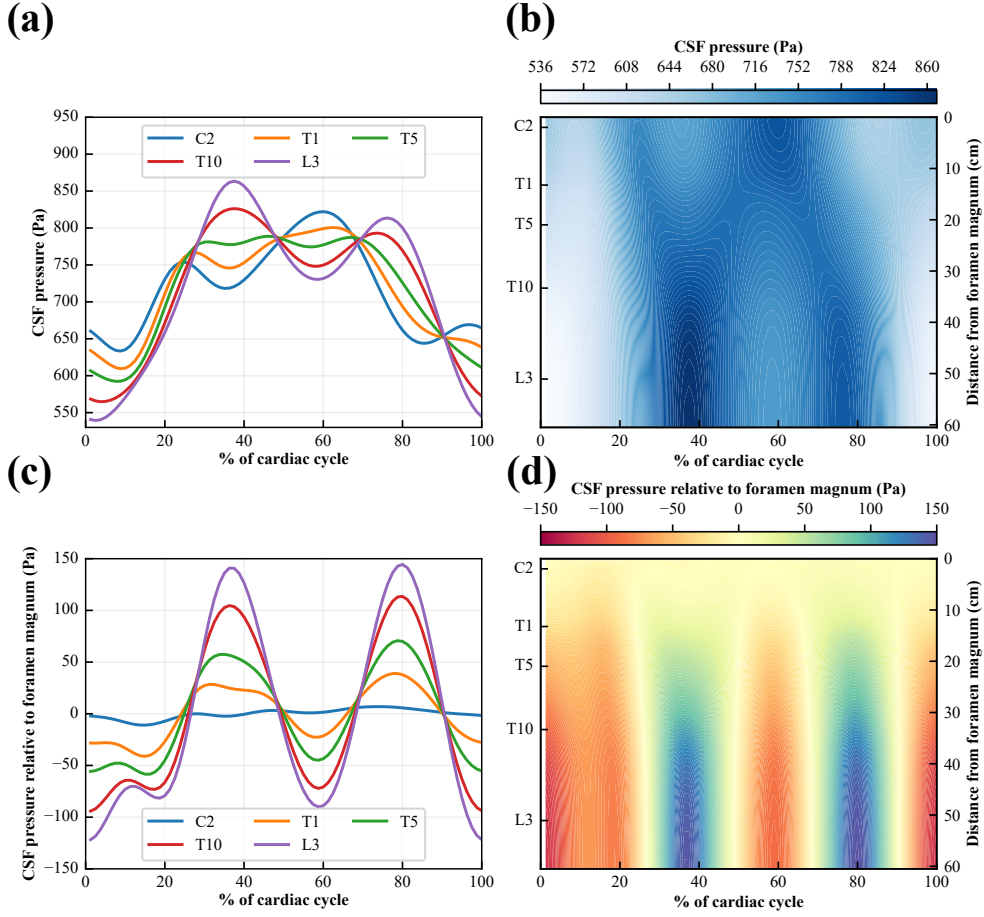 (a)
CSF pressure (Pa)
950
900
850
800
750
700
650
600
550
C2
T1
T5
T10
L3
0
20
40
60
80
100
% of cardiac cycle
(b)
CSF pressure (Pa)
536
572
608
644
680
716
752
788
824
860
C2
T1
T5
T10
L3
0
10
20
30
40
50
60
Distance from foramen magnum (cm)
0
20
40
60
80
100
% of cardiac cycle
(c)
CSF pressure relative to foramen magnum (Pa)
150
100
50
0
−50
−100
−150
C2
T1
T5
T10
L3
0
20
40
60
80
100
% of cardiac cycle
(d)
CSF pressure relative to foramen magnum (Pa)
−150
−100
−50
0
50
100
150
C2
T1
T5
T10
L3
0
10
20
30
40
50
60
Distance from foramen magnum (cm)
0
20
40
60
80
100
% of cardiac cycle